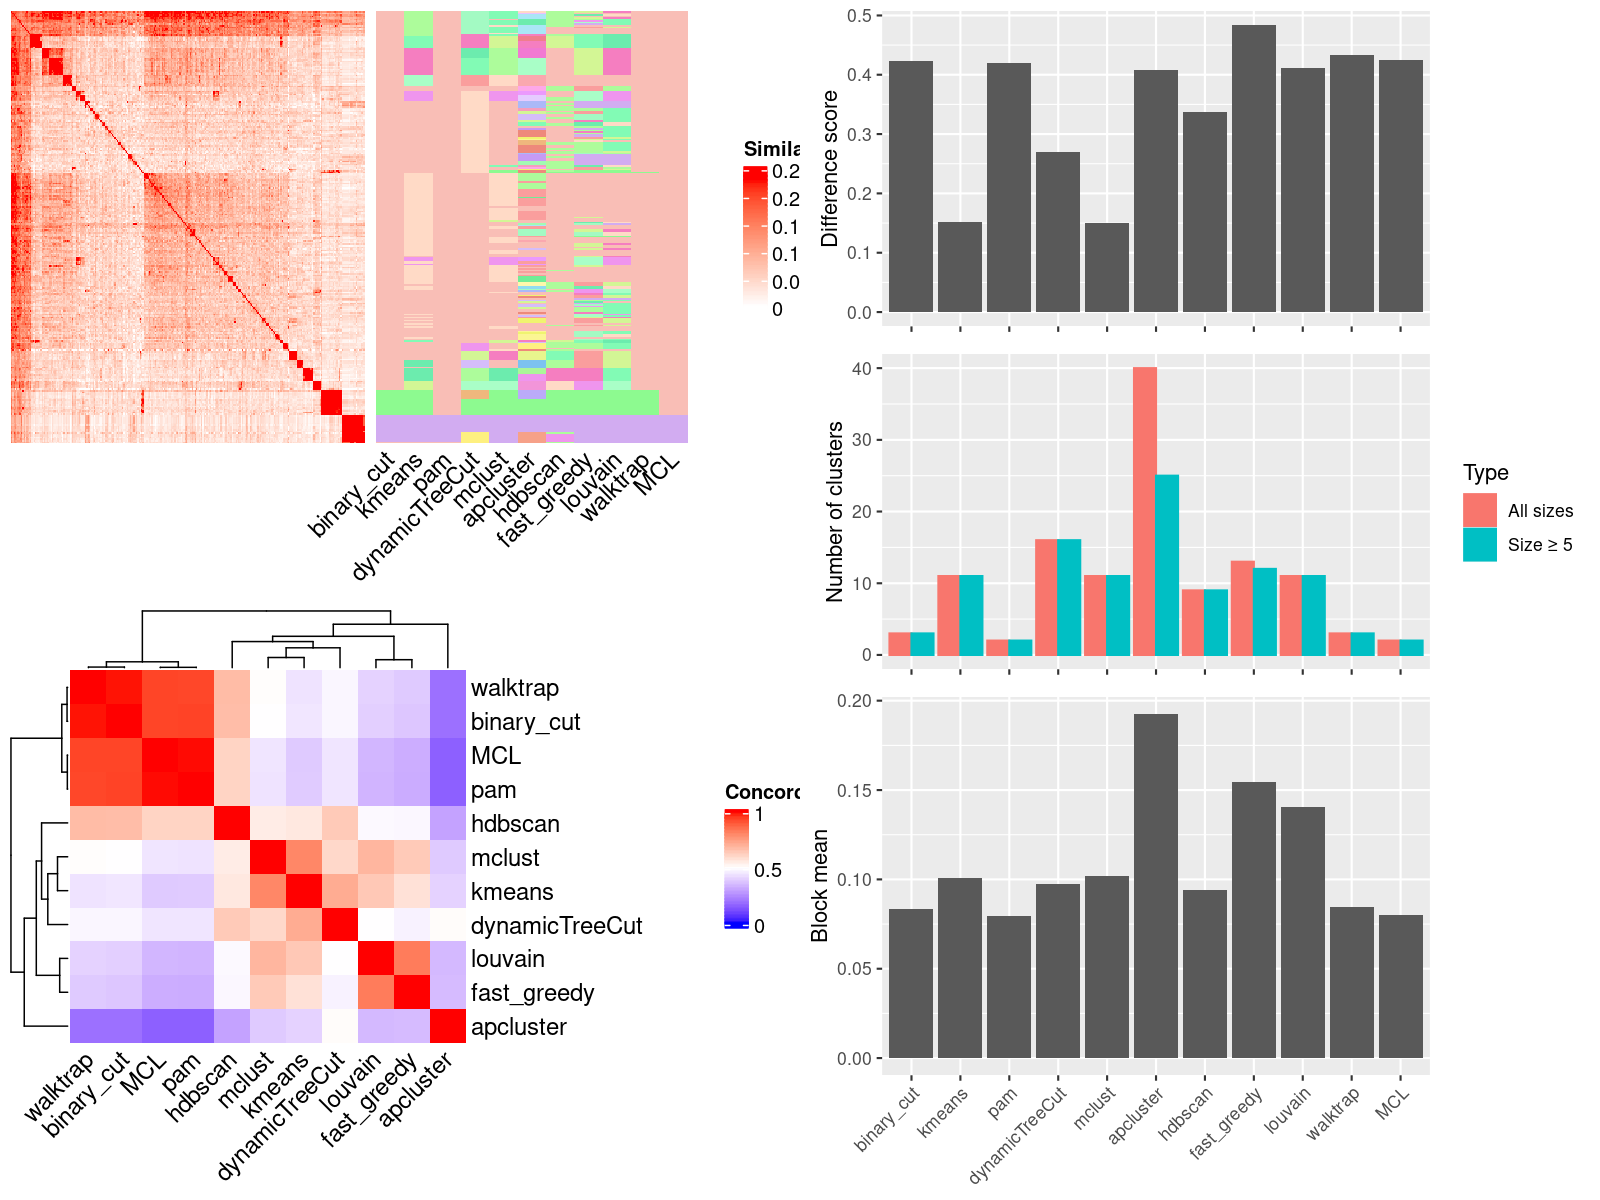 Simila
0.2
0.2
0.1
0.1
0.0
0
binary_cut
kmeans
pam
dynamicTreeCut
mclust
apcluster
hdbscan
fast_greedy
louvain
walktrap
MCL
walktrap
binary_cut
MCL
pam
hdbscan
mclust
kmeans
dynamicTreeCut
louvain
fast_greedy
apcluster
walktrap
binary_cut
MCL
pam
hdbscan
mclust
kmeans
dynamicTreeCut
louvain
fast_greedy
apcluster
Concord
1
0.5
0
Difference score
0.5
0.4
0.3
0.2
0.1
0.0
Number of clusters
40
30
20
10
0
Type
All sizes
Size ≥ 5
Block mean
0.20
0.15
0.10
0.05
0.00
binary_cut
kmeans
pam
dynamicTreeCut
mclust
apcluster
hdbscan
fast_greedy
louvain
walktrap
MCL